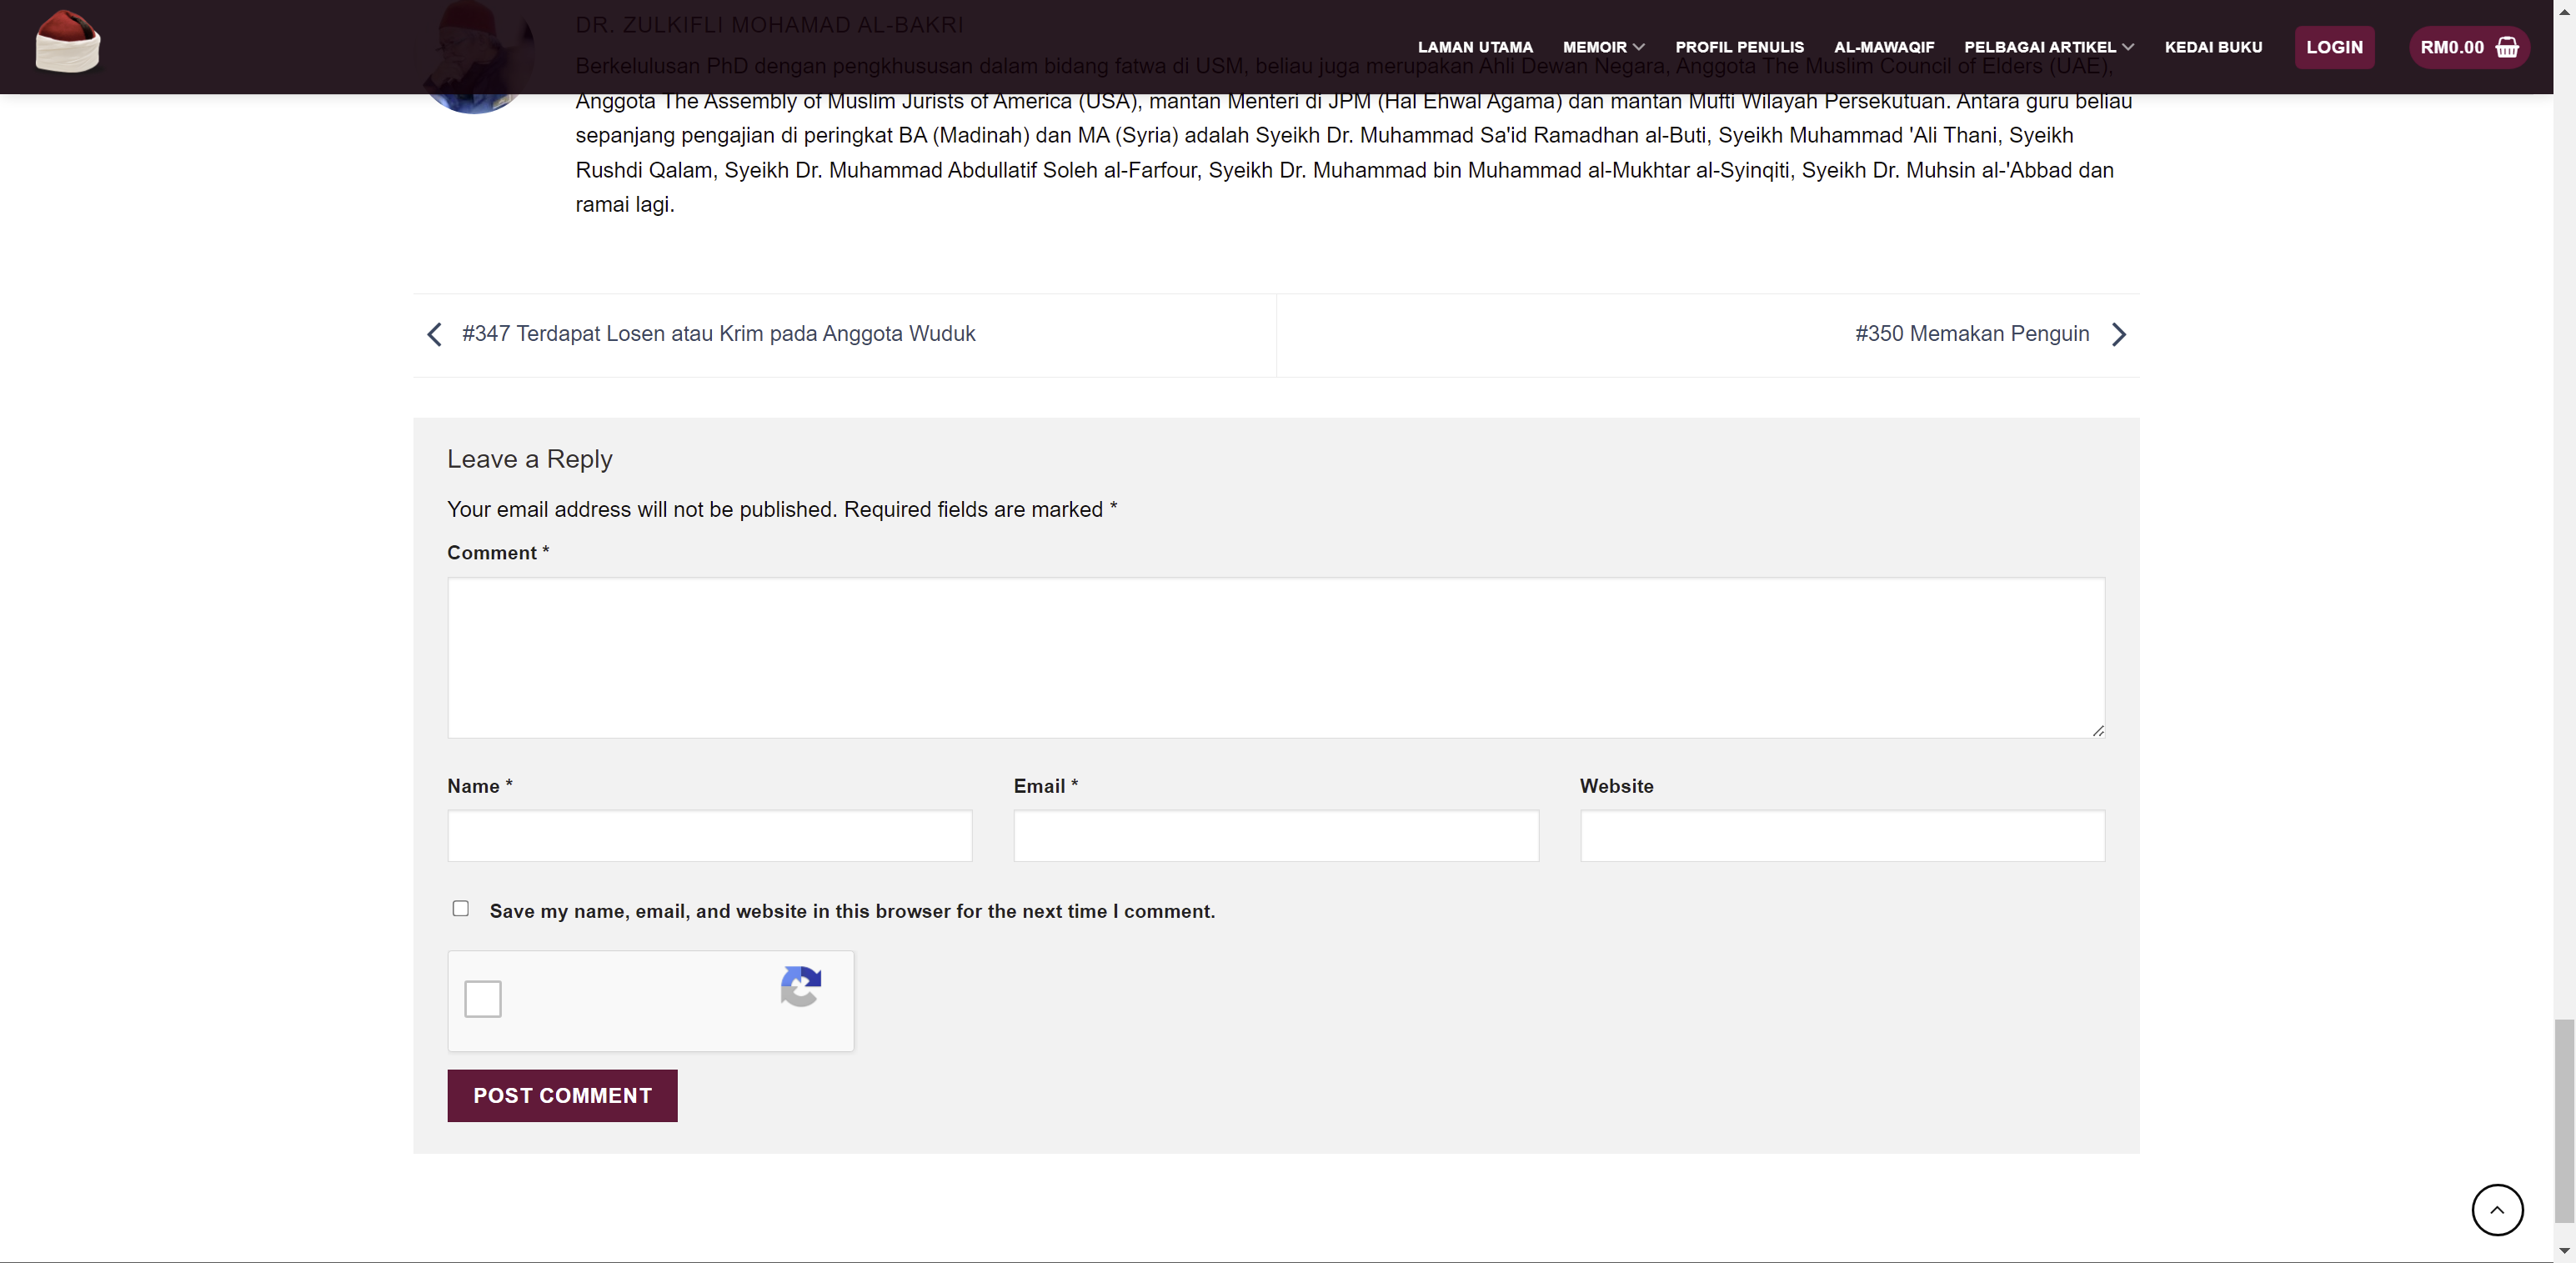 DR. ZULKIFLI MOHAMAD AL-BAKRI
LAMAN UTAMA MEMOIR PROFIL PENULIS AL-MAWAQIF PELBAGAI ARTIKEL KEDAI BUKU LOGIN RM0.00
Berkelulusan PhD dengan pengkhususan dalam bidang fatwa di USM, beliau juga merupakan Ahli Dewan Negara, Anggota The Muslim Council of Elders (UAE),
Anggota The Assembly of Muslim Jurists of America (USA), mantan Menteri di JPM (Hal Ehwal Agama) dan mantan Mufti Wilayah Persekutuan. Antara guru beliau
sepanjang pengajian di peringkat BA (Madinah) dan MA (Syria) adalah Syeikh Dr. Muhammad Sa'id Ramadhan al-Buti, Syeikh Muhammad 'Ali Thani, Syeikh
Rushdi Qalam, Syeikh Dr. Muhammad Abdullatif Soleh al-Farfour, Syeikh Dr. Muhammad bin Muhammad al-Mukhtar al-Syinqiti, Syeikh Dr. Muhsin al-'Abbad dan
ramai lagi.
#347 Terdapat Losen atau Krim pada Anggota Wuduk
#350 Memakan Penguin
Leave a Reply
Your email address will not be published. Required fields are marked *
Comment *
Name *
Email *
Website
Save my name, email, and website in this browser for the next time I comment.
POST COMMENT